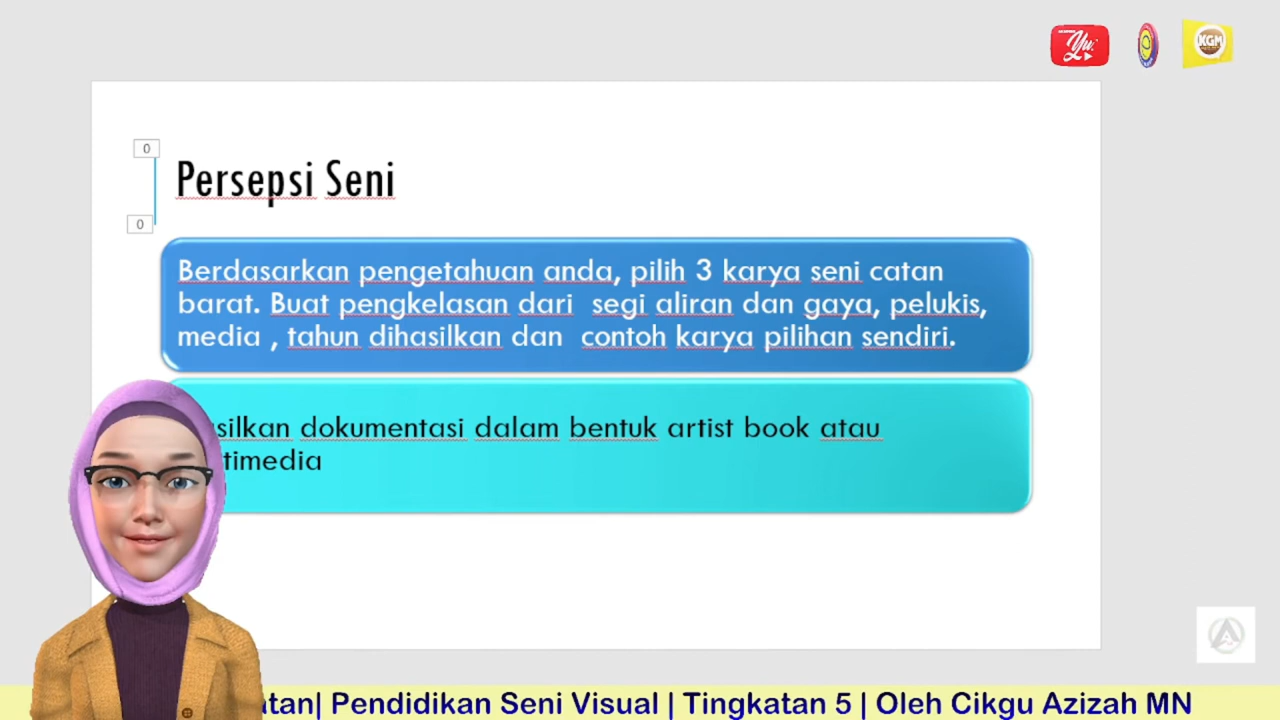 Yu
KGM
0
Persepsi Seni
0
Berdasarkan pengetahuan anda, pilih 3 karya seni catan
barat. Buat pengkelasan dari segi aliran dan gaya, pelukis,
media , tahun dihasilkan dan contoh karya pilihan sendiri.
silkan dokumentasi dalam bentuk artist book atau
timedia
tan| Pendidikan Seni Visual | Tingkatan 5 | Oleh Cikgu Azizah MN